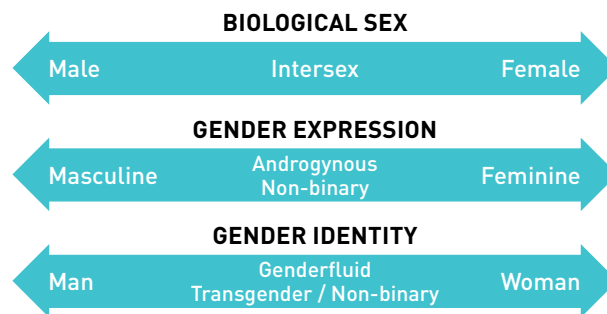 BIOLOGICAL SEX
Male Intersex Female
GENDER EXPRESSION
Masculine Androgynous Feminine
Non-binary
GENDER IDENTITY
Man Genderfluid Woman
Transgender / Non-binary